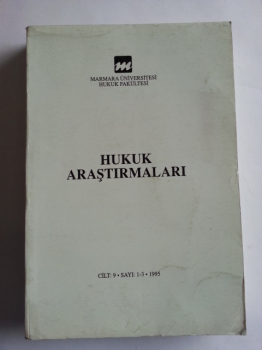 MARMARA ÜNİVERSİTESİ
HUKUK FAKÜLTESİ
HUKUK
ARAŞTIRMALARI
CİLT: 9 • SAYI: 1-3 • 1995